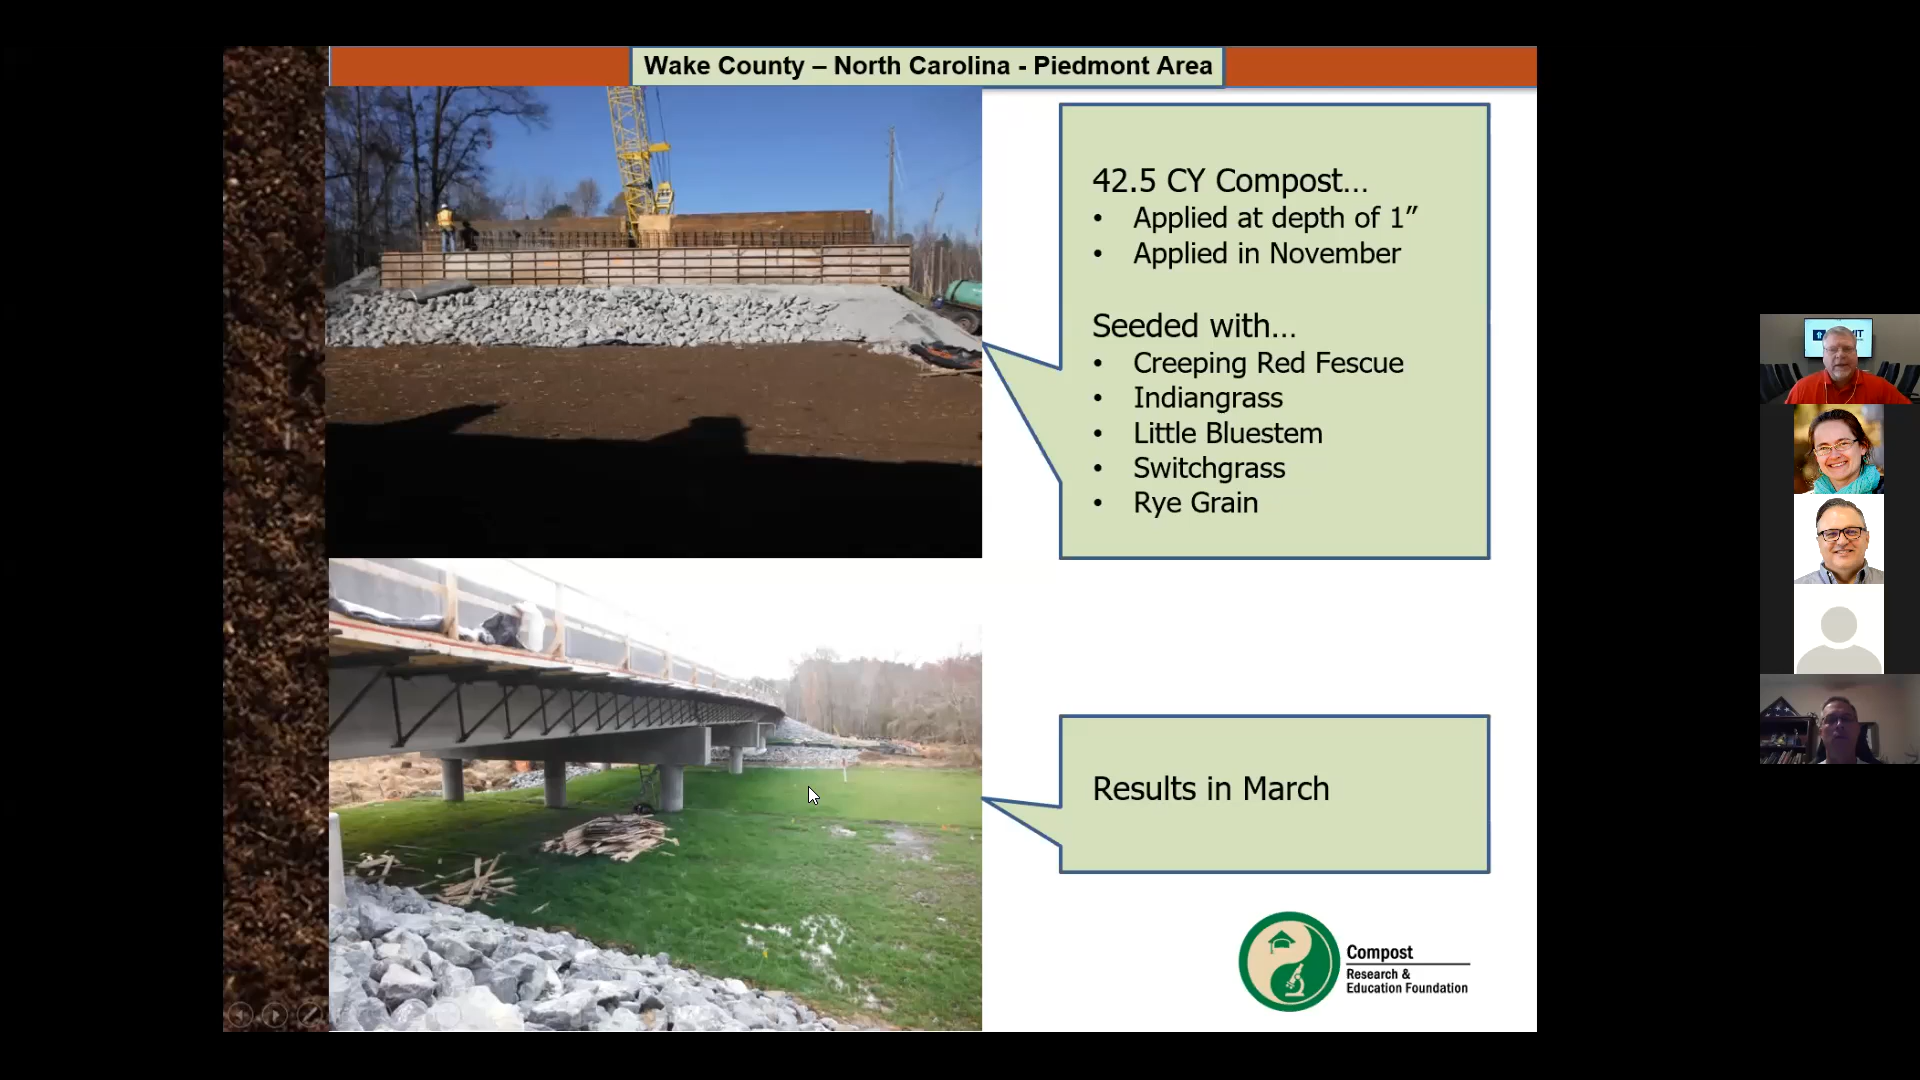 Wake County – North Carolina - Piedmont Area
42.5 CY Compost...
• Applied at depth of 1"
• Applied in November
Seeded with...
• Creeping Red Fescue
• Indiangrass
• Little Bluestem
• Switchgrass
• Rye Grain
Results in March
Compost
Research &
Education Foundation